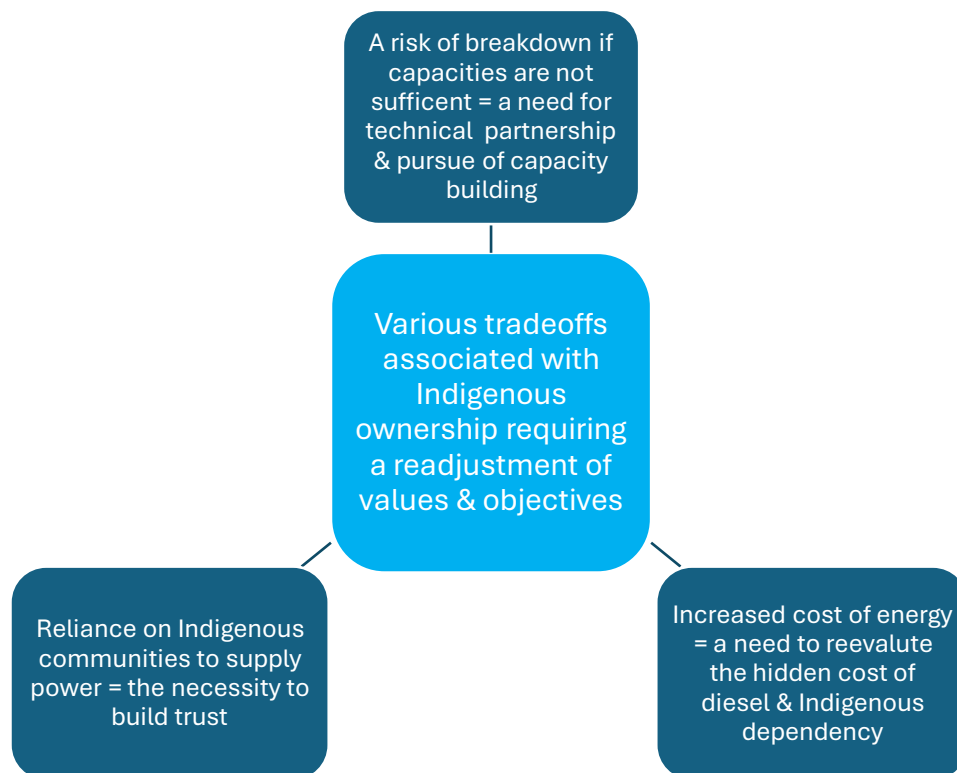 A risk of breakdown if
capacities are not
sufficent = a need for
technical partnership
& pursue of capacity
building
Various tradeoffs
associated with
Indigenous
ownership requiring
a readjustment of
values & objectives
Reliance on Indigenous
communities to supply
power = the necessity to
build trust
Increased cost of energy
= a need to reevalute
the hidden cost of
diesel & Indigenous
dependency